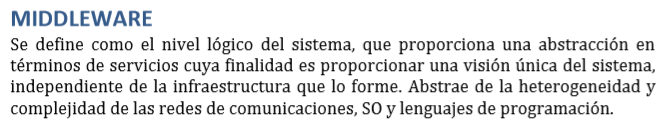 MIDDLEWARE
Se define como el nivel lógico del sistema, que proporciona una abstracción en
términos de servicios cuya finalidad es proporcionar una visión única del sistema,
independiente de la infraestructura que lo forme. Abstrae de la heterogeneidad y
complejidad de las redes de comunicaciones, SO y lenguajes de programación.